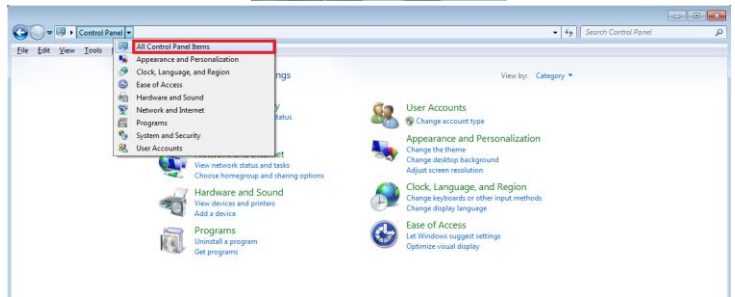 Control Panel
Search Control Panel
File Edit View Tools
All Control Panel Items
Appearance and Personalization
Clock, Language, and Region
Ease of Access
Hardware and Sound
Network and Internet
Programs
System and Security
User Accounts
ngs
View by: Category
y
tatus
et
View network status and tasks
Choose homegroup and sharing options
Hardware and Sound
View devices and printers
Add a device
Programs
Uninstall a program
Get programs
User Accounts
Change account type
Appearance and Personalization
Change the theme
Change desktop background
Adjust screen resolution
Clock, Language, and Region
Change keyboards or other input methods
Change display language
Ease of Access
Let Windows suggest settings
Optimize visual display